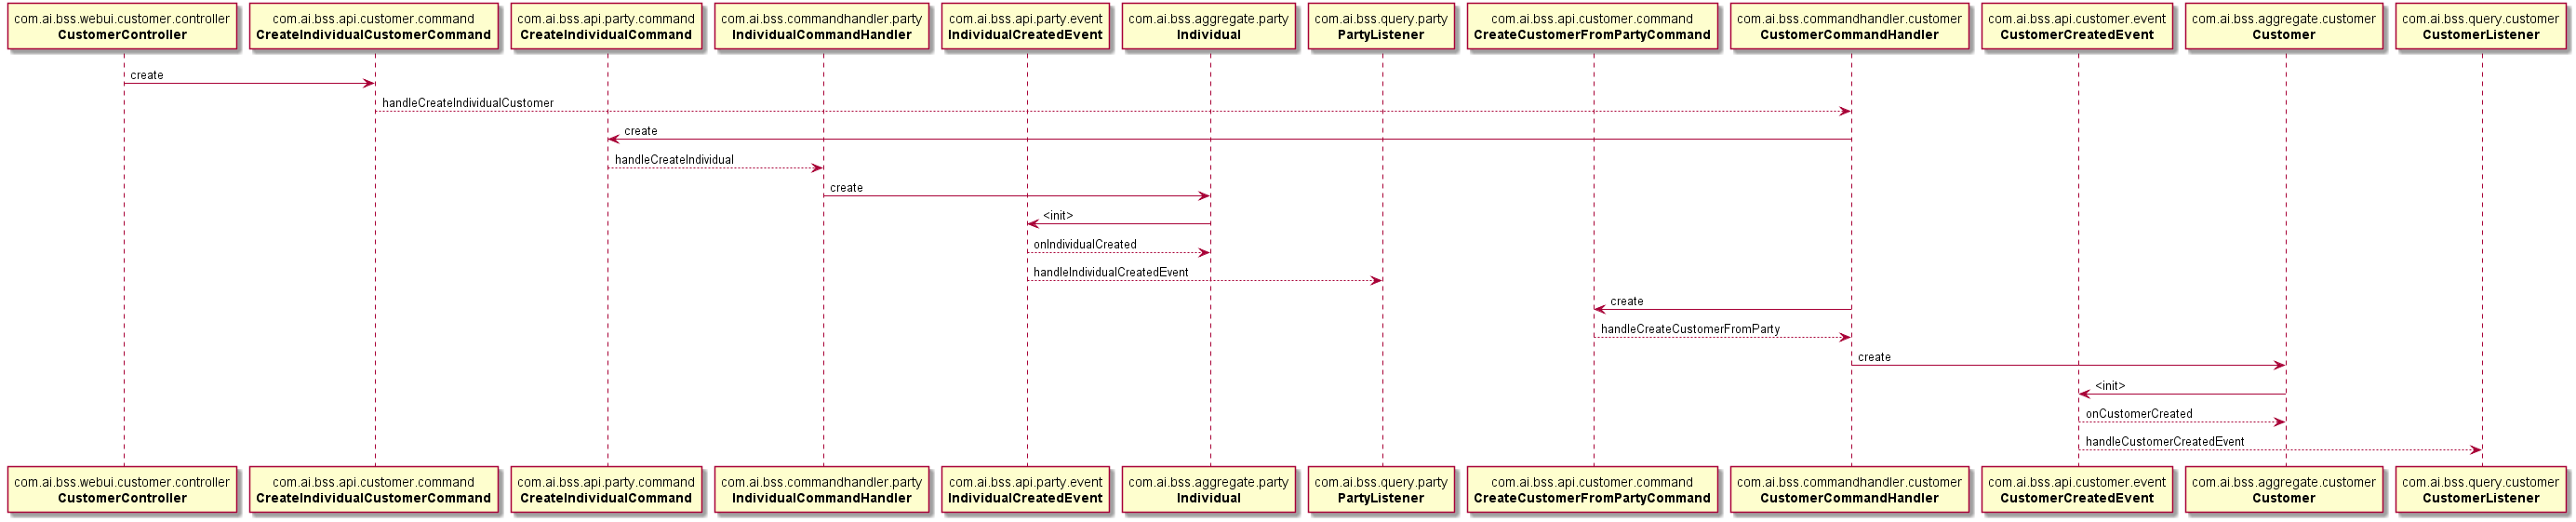 com.ai.bss.webui.customer.controller
CustomerController
com.ai.bss.api.customer.command
CreateIndividualCustomerCommand
com.ai.bss.api.party.command
CreateIndividualCommand
com.ai.bss.commandhandler.party
IndividualCommandHandler
com.ai.bss.api.party.event
IndividualCreatedEvent
com.ai.bss.aggregate.party
Individual
com.ai.bss.query.party
PartyListener
com.ai.bss.api.customer.command
CreateCustomerFromPartyCommand
com.ai.bss.commandhandler.customer
CustomerCommandHandler
com.ai.bss.api.customer.event
CustomerCreatedEvent
com.ai.bss.aggregate.customer
Customer
com.ai.bss.query.customer
CustomerListener
create
handleCreateIndividualCustomer
create
handleCreateIndividual
create
<init>
onIndividualCreated
handleIndividualCreatedEvent
create
handleCreateCustomerFromParty
create
<init>
onCustomerCreated
handleCustomerCreatedEvent
com.ai.bss.webui.customer.controller
CustomerController
com.ai.bss.api.customer.command
CreateIndividualCustomerCommand
com.ai.bss.api.party.command
CreateIndividualCommand
com.ai.bss.commandhandler.party
IndividualCommandHandler
com.ai.bss.api.party.event
IndividualCreatedEvent
com.ai.bss.aggregate.party
Individual
com.ai.bss.query.party
PartyListener
com.ai.bss.api.customer.command
CreateCustomerFromPartyCommand
com.ai.bss.commandhandler.customer
CustomerCommandHandler
com.ai.bss.api.customer.event
CustomerCreatedEvent
com.ai.bss.aggregate.customer
Customer
com.ai.bss.query.customer
CustomerListener